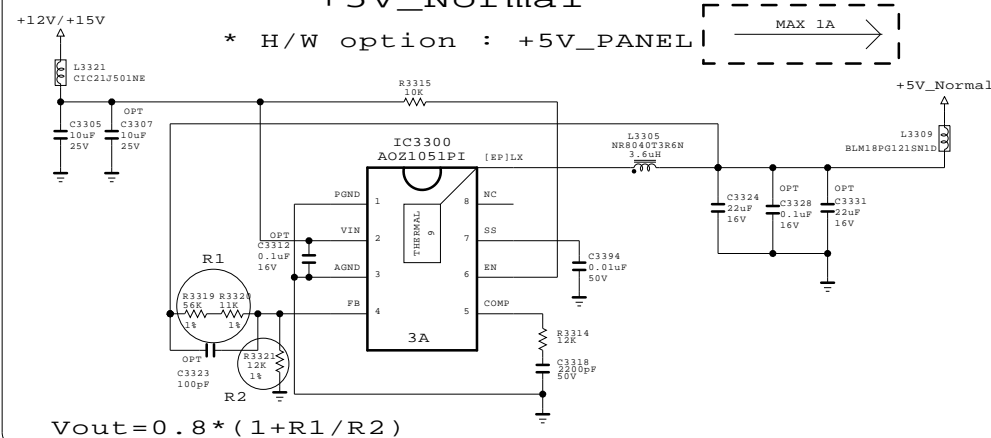 +5V_Normal
* H/W option : +5V_PANEL
MAX 1A
+12V/+15V
L3321
CIC21J501NE
C3305
10uF
25V
OPT
C3307
10uF
25V
R3315
10K
IC3300
AOZ1051PI
[EP]LX
L3305
NR8040T3R6N
3.6uH
+5V_Normal
L3309
BLM18PG121SN1D
C3324
22uF
16V
OPT
C3328
0.1uF
16V
OPT
C3331
22uF
16V
PGND
1
VIN
2
AGND
3
FB
4
THERMAL
9
8
NC
7
SS
6
EN
5
COMP
3A
OPT
C3312
0.1uF
16V
C3394
0.01uF
50V
R3314
12K
C3318
2200pF
50V
R1
R3319
56K
1%
R3320
11K
1%
OPT
C3323
100pF
R3321
12K
1%
R2
Vout=0.8*(1+R1/R2)